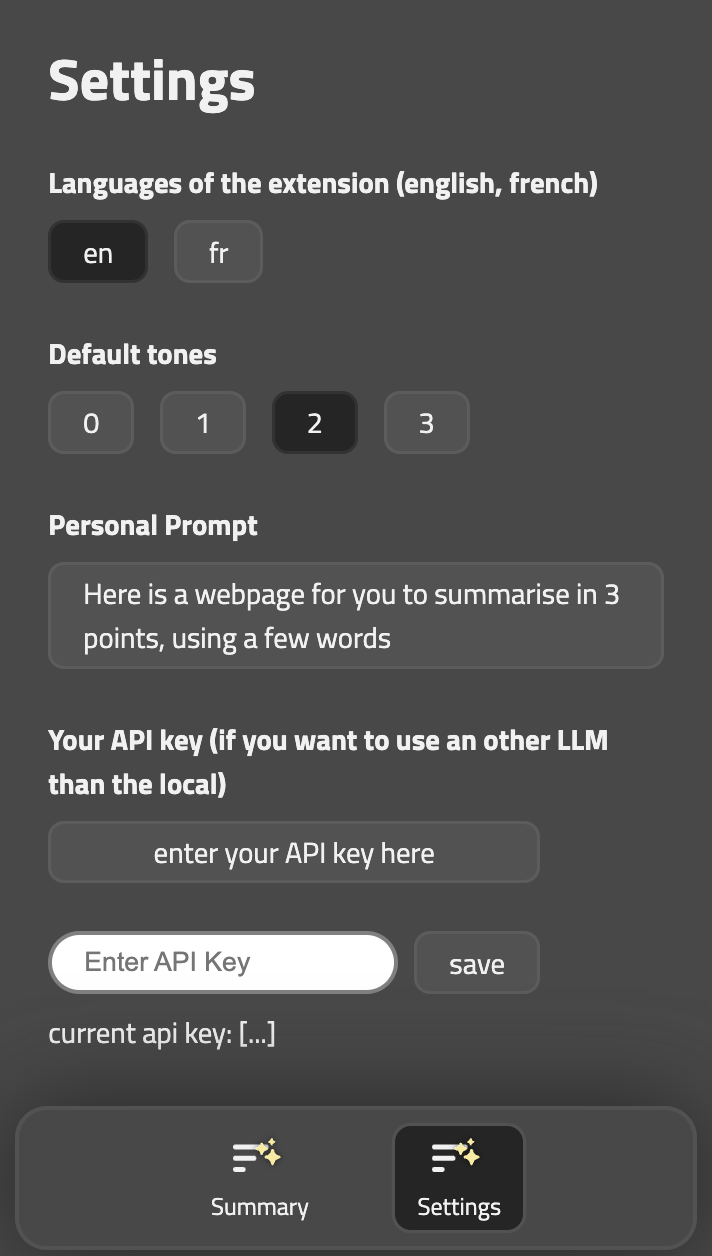 Settings
Languages of the extension (english, french)
en fr
Default tones
0 1 2 3
Personal Prompt
Here is a webpage for you to summarise in 3
points, using a few words
Your API key (if you want to use an other LLM
than the local)
enter your API key here
Enter API Key save
current api key: [...]
Summary Settings